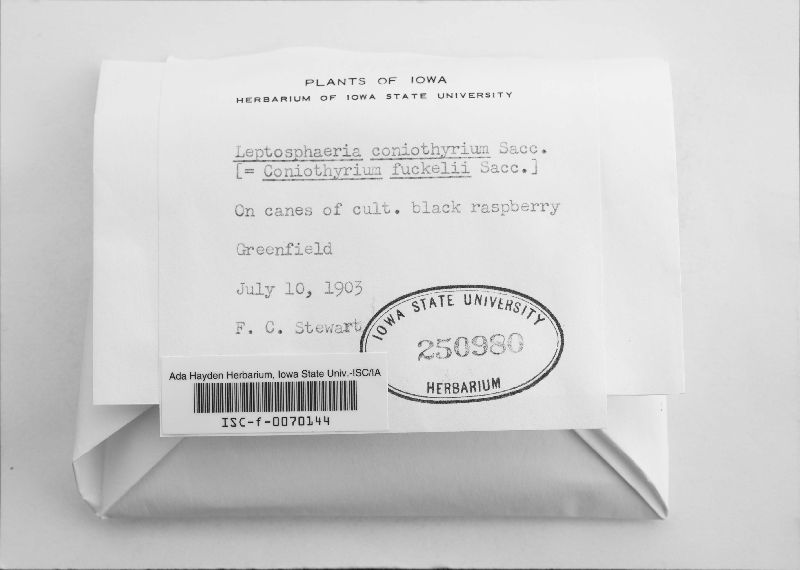 PLANTS OF IOWA
HERBARIUM OF IOWA STATE UNIVERSITY
Leptosphaeria coniothyrium Sacc.
[= Coniothyrium fuckelii Sacc.]
On canes of cult. black raspberry
Greenfield
July 10, 1903
F. C. Stewart
IOWA STATE UNIVERSITY
250980
HERBARIUM
Ada Hayden Herbarium, Iowa State Univ.-ISC/IA
ISC-f-0070144